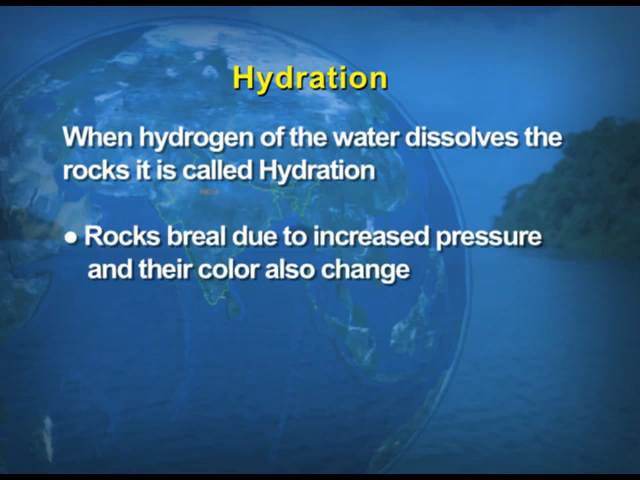 Hydration
When hydrogen of the water dissolves the
rocks it is called Hydration
● Rocks breal due to increased pressure
and their color also change